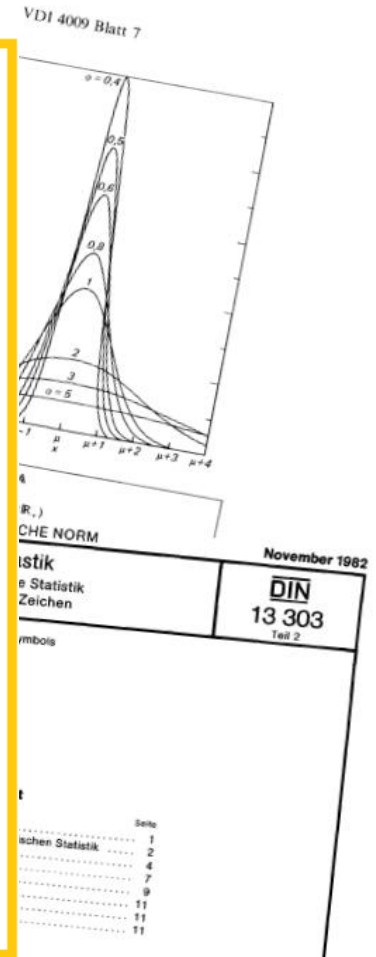 VDI 4009 Blatt 7
σ=0,4
0,5
0,6
0,8
1
2
3
σ=5
-1 μ μ+1 μ+2 μ+3 μ+4
x
R.,)
CHE NORM
November 1982
istik
e Statistik
Zeichen
DIN
13 303
Teil 2
ymbols
t
Seite
1
ischen Statistik 2
4
7
9
11
11
11